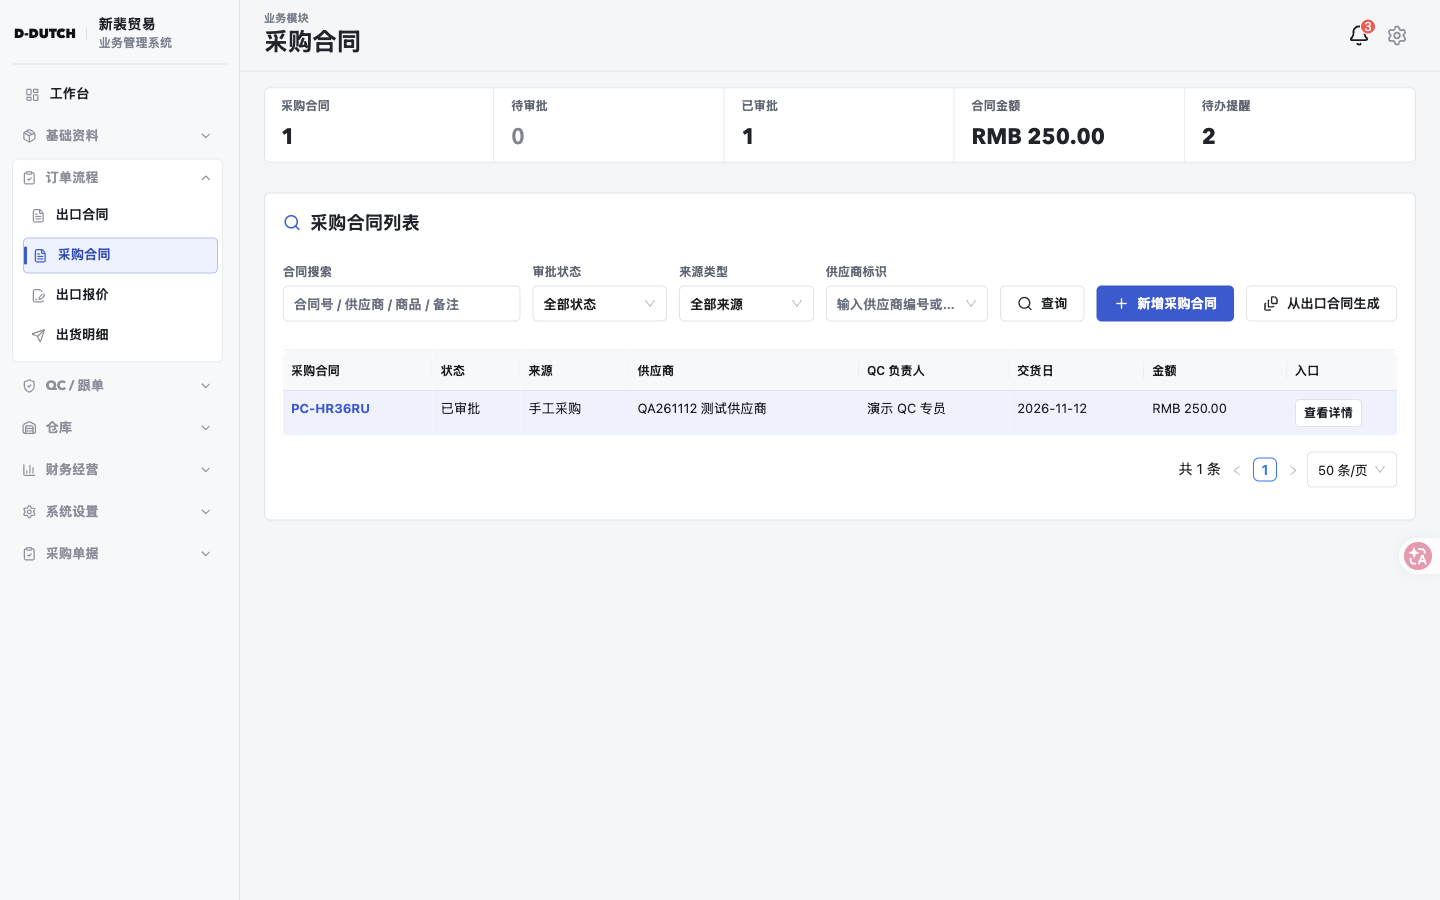 D-DUTCH
新裴贸易
业务管理系统
工作台
基础资料
订单流程
出口合同
采购合同
出口报价
出货明细
QC / 跟单
仓库
财务经营
系统设置
采购单据
业务模块
采购合同
3
采购合同
1
待审批
0
已审批
1
合同金额
RMB 250.00
待办提醒
2
采购合同列表
合同搜索
合同号 / 供应商 / 商品 / 备注
审批状态
全部状态
来源类型
全部来源
供应商标识
输入供应商编号或...
查询
新增采购合同
从出口合同生成
采购合同 状态 来源 供应商 QC 负责人 交货日 金额 入口
PC-HR36RU 已审批 手工采购 QA261112 测试供应商 演示 QC 专员 2026-11-12 RMB 250.00 查看详情
共 1 条 1 50 条/页